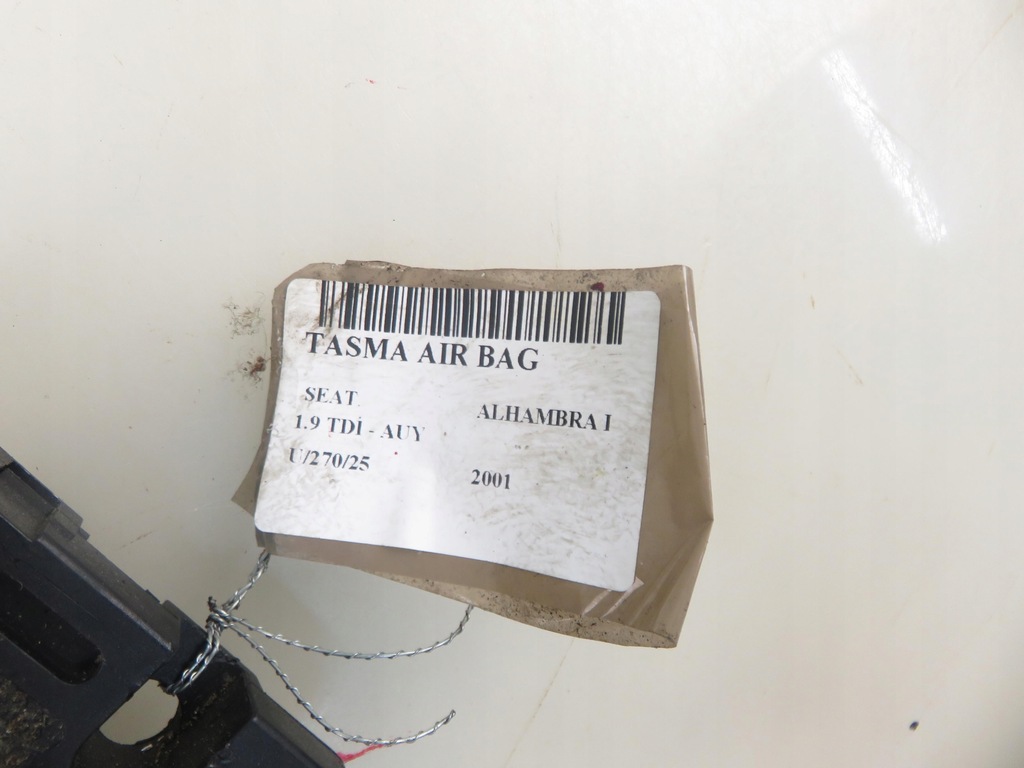 TASMA AIR BAG
SEAT ALHAMBRA I
1.9 TDI - AUY
U/270/25 2001